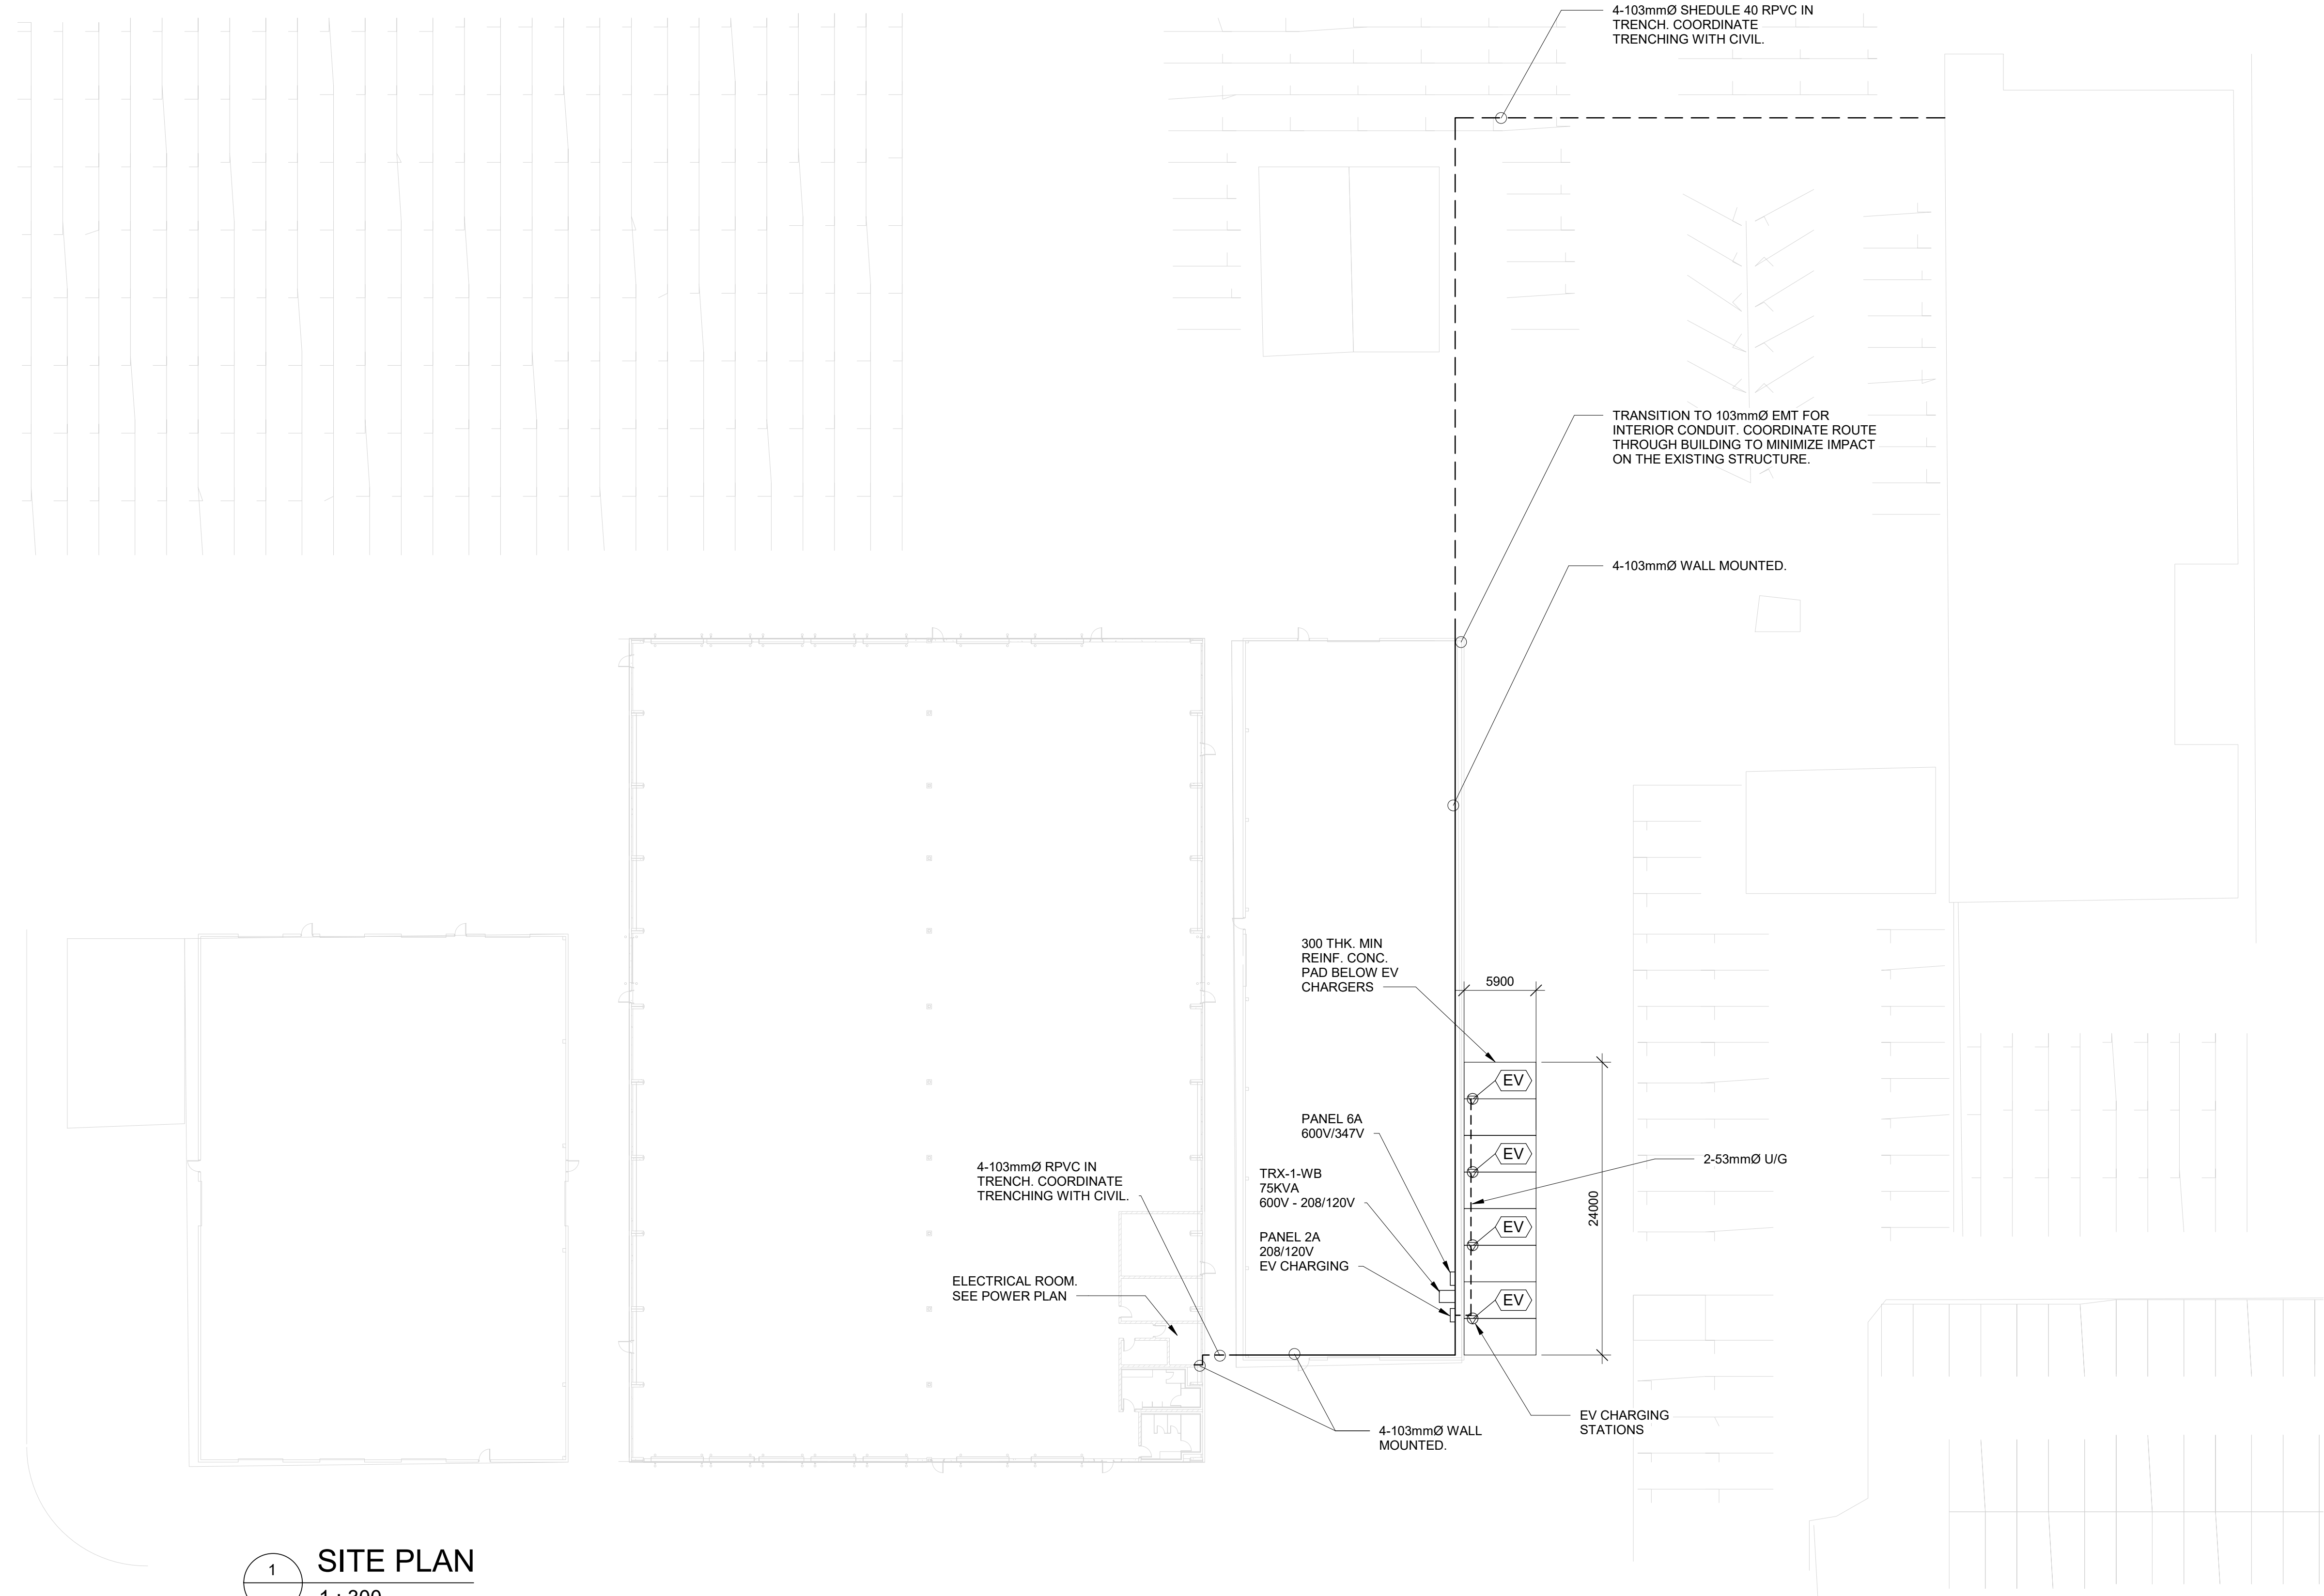 4-103mmØ SHEDULE 40 RPVC IN
TRENCH. COORDINATE
TRENCHING WITH CIVIL.
TRANSITION TO 103mmØ EMT FOR
INTERIOR CONDUIT. COORDINATE ROUTE
THROUGH BUILDING TO MINIMIZE IMPACT
ON THE EXISTING STRUCTURE.
4-103mmØ WALL MOUNTED.
300 THK. MIN
REINF. CONC.
PAD BELOW EV
CHARGERS
5900
EV
PANEL 6A
600V/347V
EV
2-53mmØ U/G
4-103mmØ RPVC IN
TRENCH. COORDINATE
TRENCHING WITH CIVIL.
TRX-1-WB
75KVA
600V - 208/120V
24000
EV
PANEL 2A
208/120V
EV CHARGING
ELECTRICAL ROOM.
SEE POWER PLAN
EV
EV CHARGING
STATIONS
4-103mmØ WALL
MOUNTED.
1
SITE PLAN
1 : 300